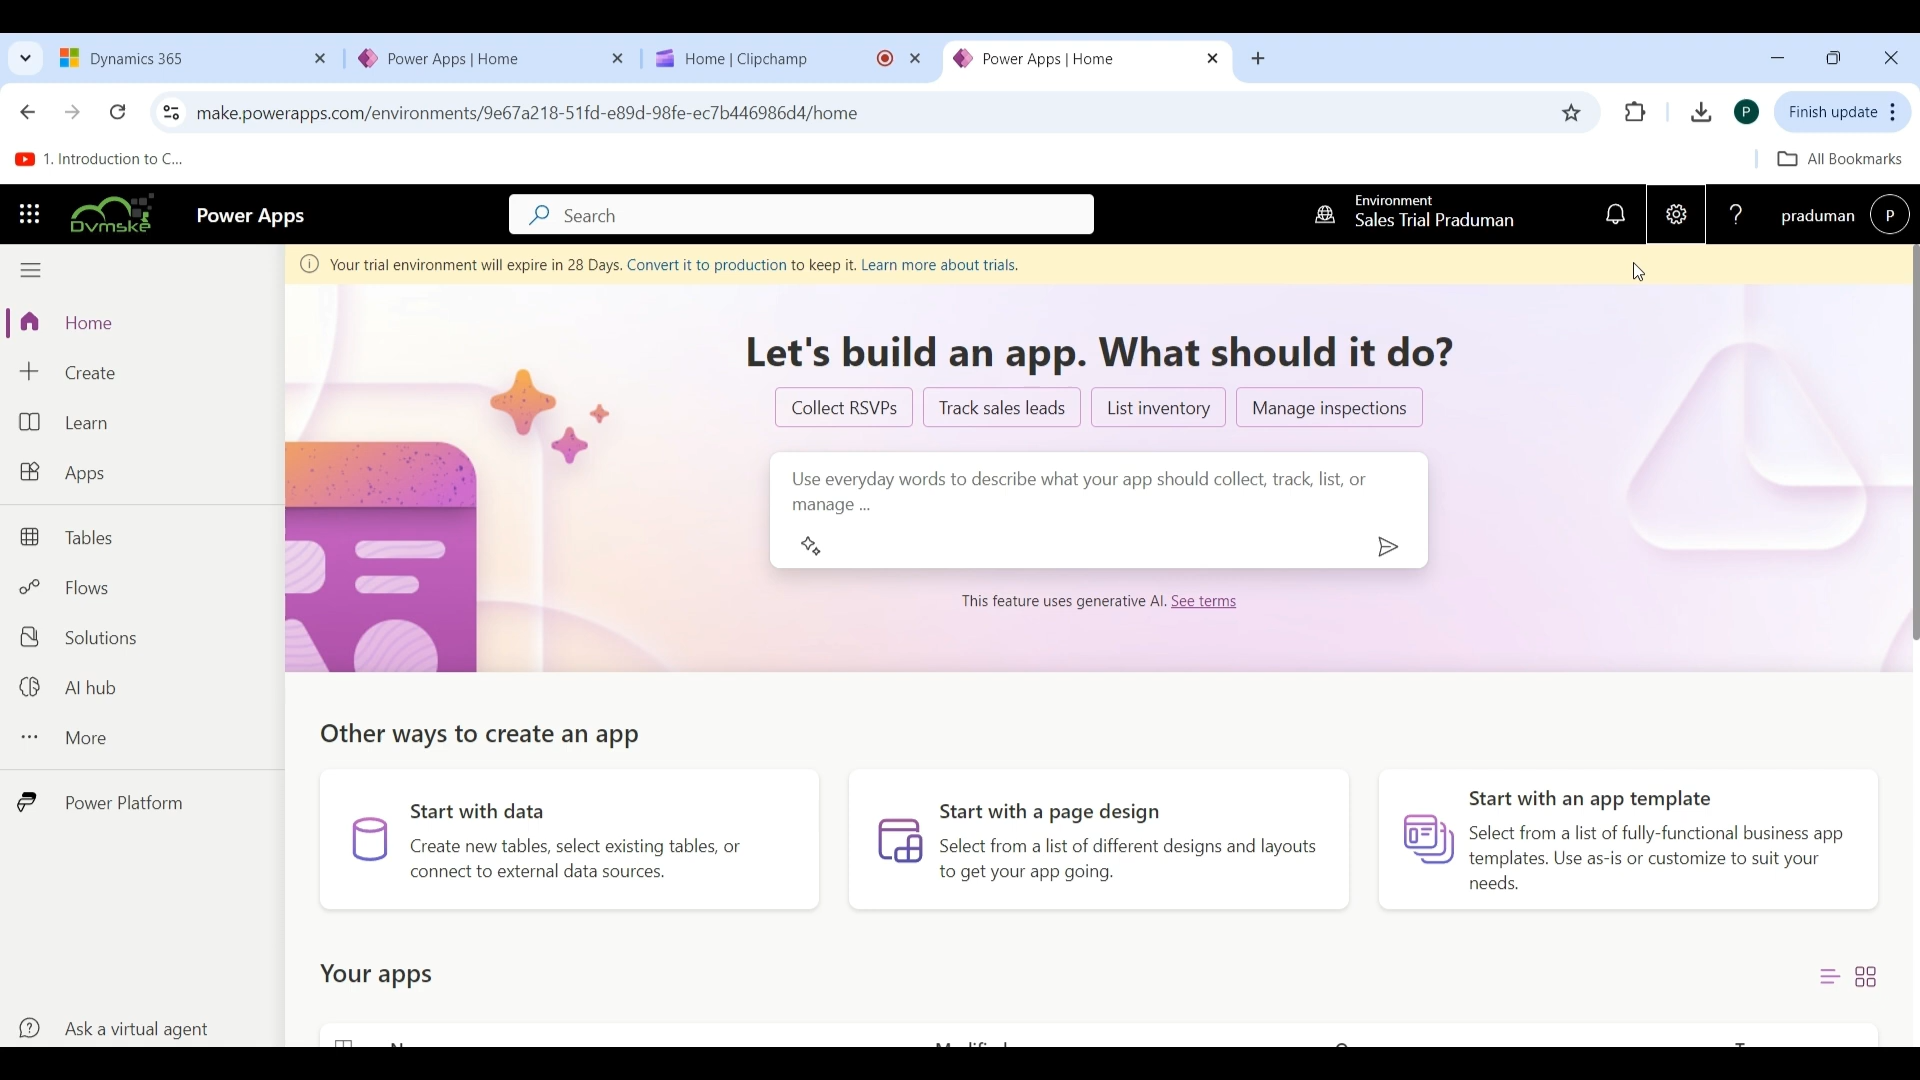 Dynamics 365
Power Apps | Home
Home | Clipchamp
Power Apps | Home
make.powerapps.com/environments/9e67a218-51fd-e89d-98fe-ec7b446986d4/home
Finish update
1. Introduction to C...
All Bookmarks
Dvmske
Power Apps
Search
Environment
Sales Trial Praduman
praduman
P
Your trial environment will expire in 28 Days. Convert it to production to keep it. Learn more about trials.
Home
Create
Learn
Apps
Tables
Flows
Solutions
AI hub
More
Power Platform
Ask a virtual agent
Let's build an app. What should it do?
Collect RSVPs
Track sales leads
List inventory
Manage inspections
Use everyday words to describe what your app should collect, track, list, or
manage ...
This feature uses generative AI. See terms
Other ways to create an app
Start with data
Create new tables, select existing tables, or
connect to external data sources.
Start with a page design
Select from a list of different designs and layouts
to get your app going.
Start with an app template
Select from a list of fully-functional business app
templates. Use as-is or customize to suit your
needs.
Your apps